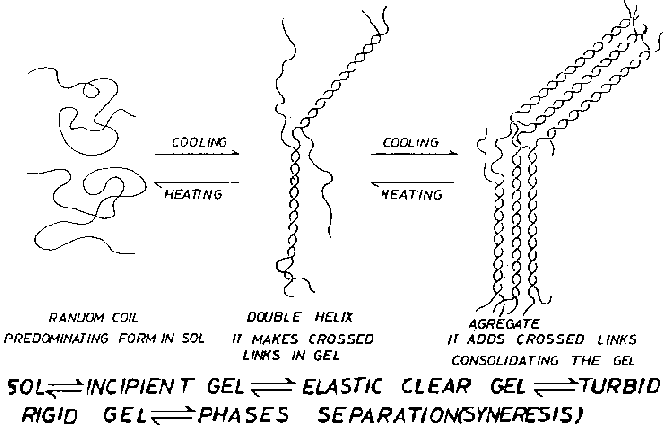 COOLING
HEATING
COOLING
HEATING
RANDOM COIL
PREDOMINATING FORM IN SOL
DOUBLE HELIX
IT MAKES CROSSED
LINKS IN GEL
AGREGATE
IT ADDS CROSSED LINKS
CONSOLIDATING THE GEL
SOL⇌INCIPIENT GEL⇌ELASTIC CLEAR GEL⇌TURBID
RIGID GEL⇌PHASES SEPARATION(SYNERESIS)